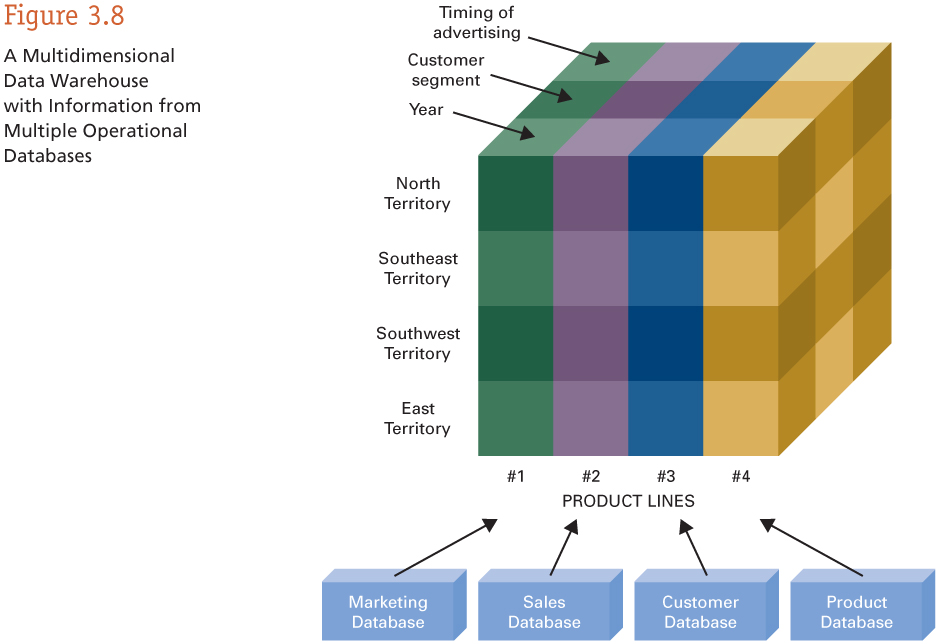 Figure 3.8
A Multidimensional
Data Warehouse
with Information from
Multiple Operational
Databases
Timing of
advertising
Customer
segment
Year
North
Territory
Southeast
Territory
Southwest
Territory
East
Territory
#1 #2 #3 #4
PRODUCT LINES
Marketing
Database
Sales
Database
Customer
Database
Product
Database